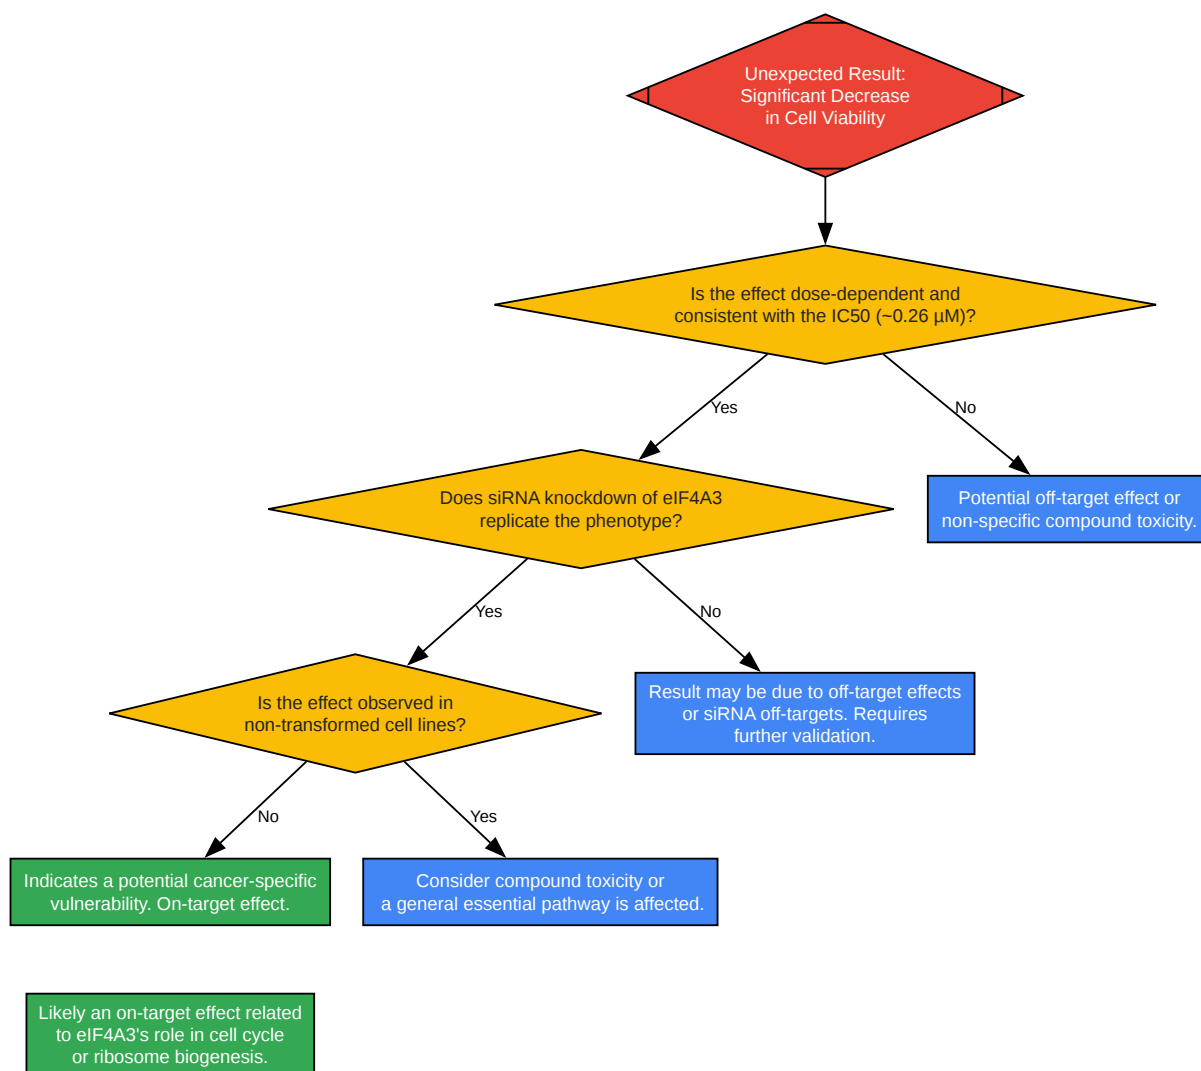 Unexpected Result:
Significant Decrease
in Cell Viability
Is the effect dose-dependent and
consistent with the IC50 (~0.26 µM)?
Yes
No
Does siRNA knockdown of eIF4A3
replicate the phenotype?
Potential off-target effect or
non-specific compound toxicity.
Yes
No
Is the effect observed in
non-transformed cell lines?
Result may be due to off-target effects
or siRNA off-targets. Requires
further validation.
No
Yes
Indicates a potential cancer-specific
vulnerability. On-target effect.
Consider compound toxicity or
a general essential pathway is affected.
Likely an on-target effect related
to eIF4A3's role in cell cycle
or ribosome biogenesis.